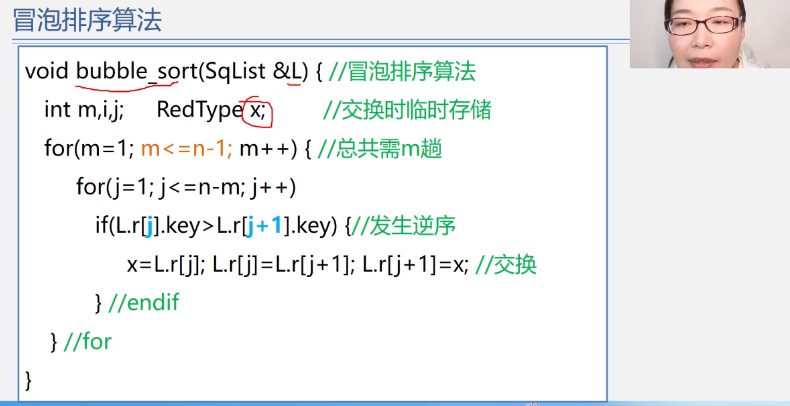 冒泡排序算法
void bubble_sort(SqList &L) { //冒泡排序算法
int m,i,j; RedType x; //交换时临时存储
for(m=1; m<=n-1; m++) { //总共需m趟
for(j=1; j<=n-m; j++)
if(L.r[j].key>L.r[j+1].key) {//发生逆序
x=L.r[j]; L.r[j]=L.r[j+1]; L.r[j+1]=x; //交换
} //endif
} //for
}